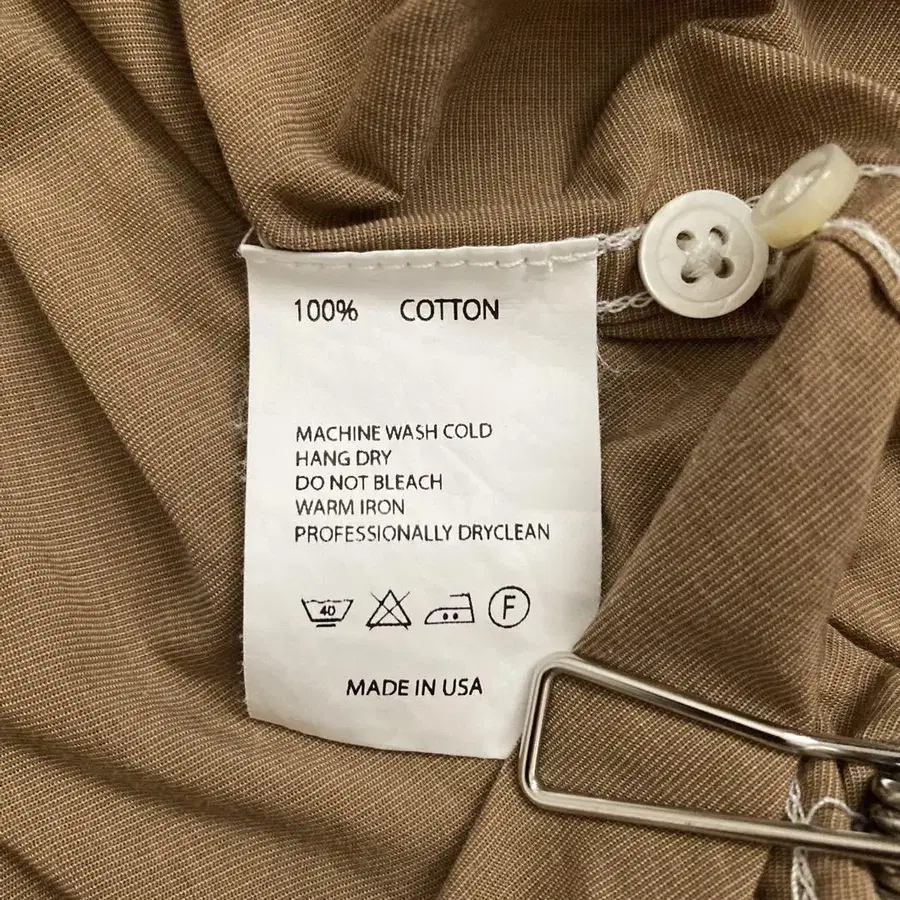 100% COTTON
MACHINE WASH COLD
HANG DRY
DO NOT BLEACH
WARM IRON
PROFESSIONALLY DRYCLEAN
40 F
MADE IN USA